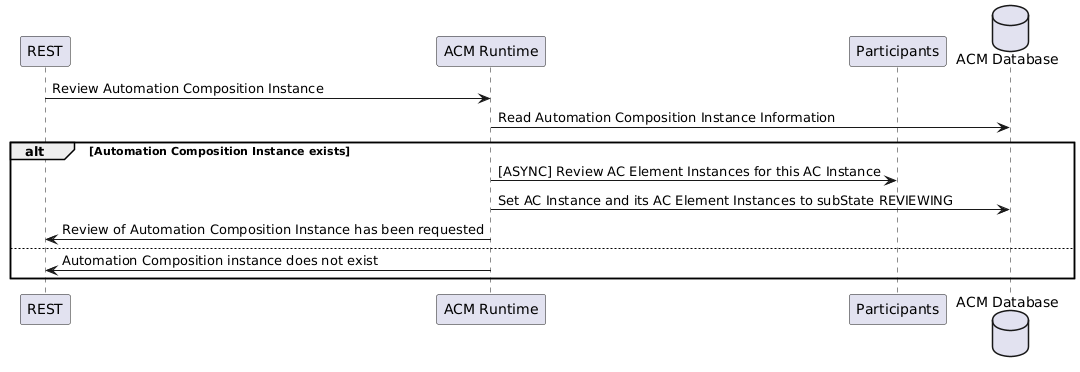 REST
ACM Runtime
Participants
ACM Database
Review Automation Composition Instance
Read Automation Composition Instance Information
alt
[Automation Composition Instance exists]
[ASYNC] Review AC Element Instances for this AC Instance
Set AC Instance and its AC Element Instances to subState REVIEWING
Review of Automation Composition Instance has been requested
Automation Composition instance does not exist
REST
ACM Runtime
Participants
ACM Database